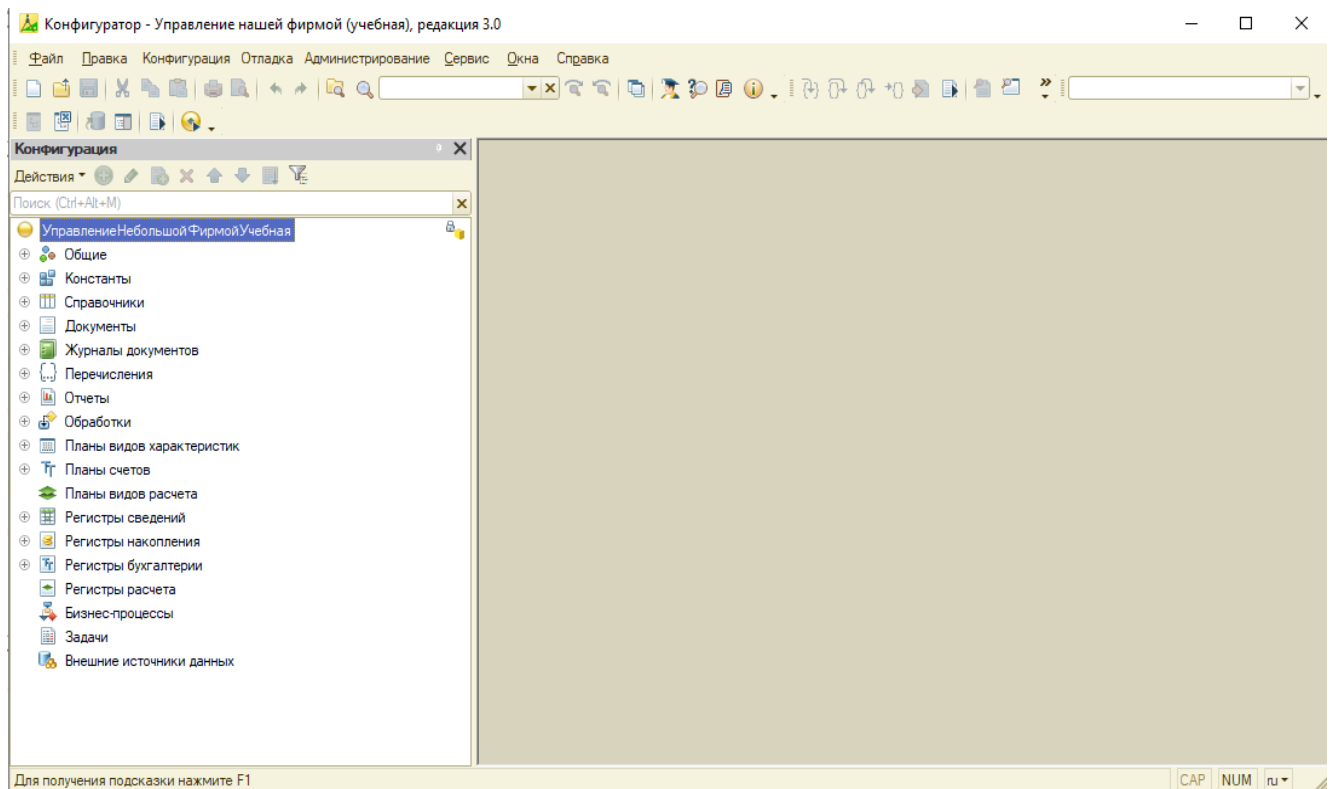 Конфигуратор - Управление нашей фирмой (учебная), редакция 3.0
Файл Правка Конфигурация Отладка Администрирование Сервис Окна Справка
Конфигурация
Действия
Поиск (Ctrl+Alt+M)
УправлениеНебольшойФирмойУчебная
Общие
Константы
Справочники
Документы
Журналы документов
Перечисления
Отчеты
Обработки
Планы видов характеристик
Планы счетов
Планы видов расчета
Регистры сведений
Регистры накопления
Регистры бухгалтерии
Регистры расчета
Бизнес-процессы
Задачи
Внешние источники данных
Для получения подсказки нажмите F1
CAP NUM ru